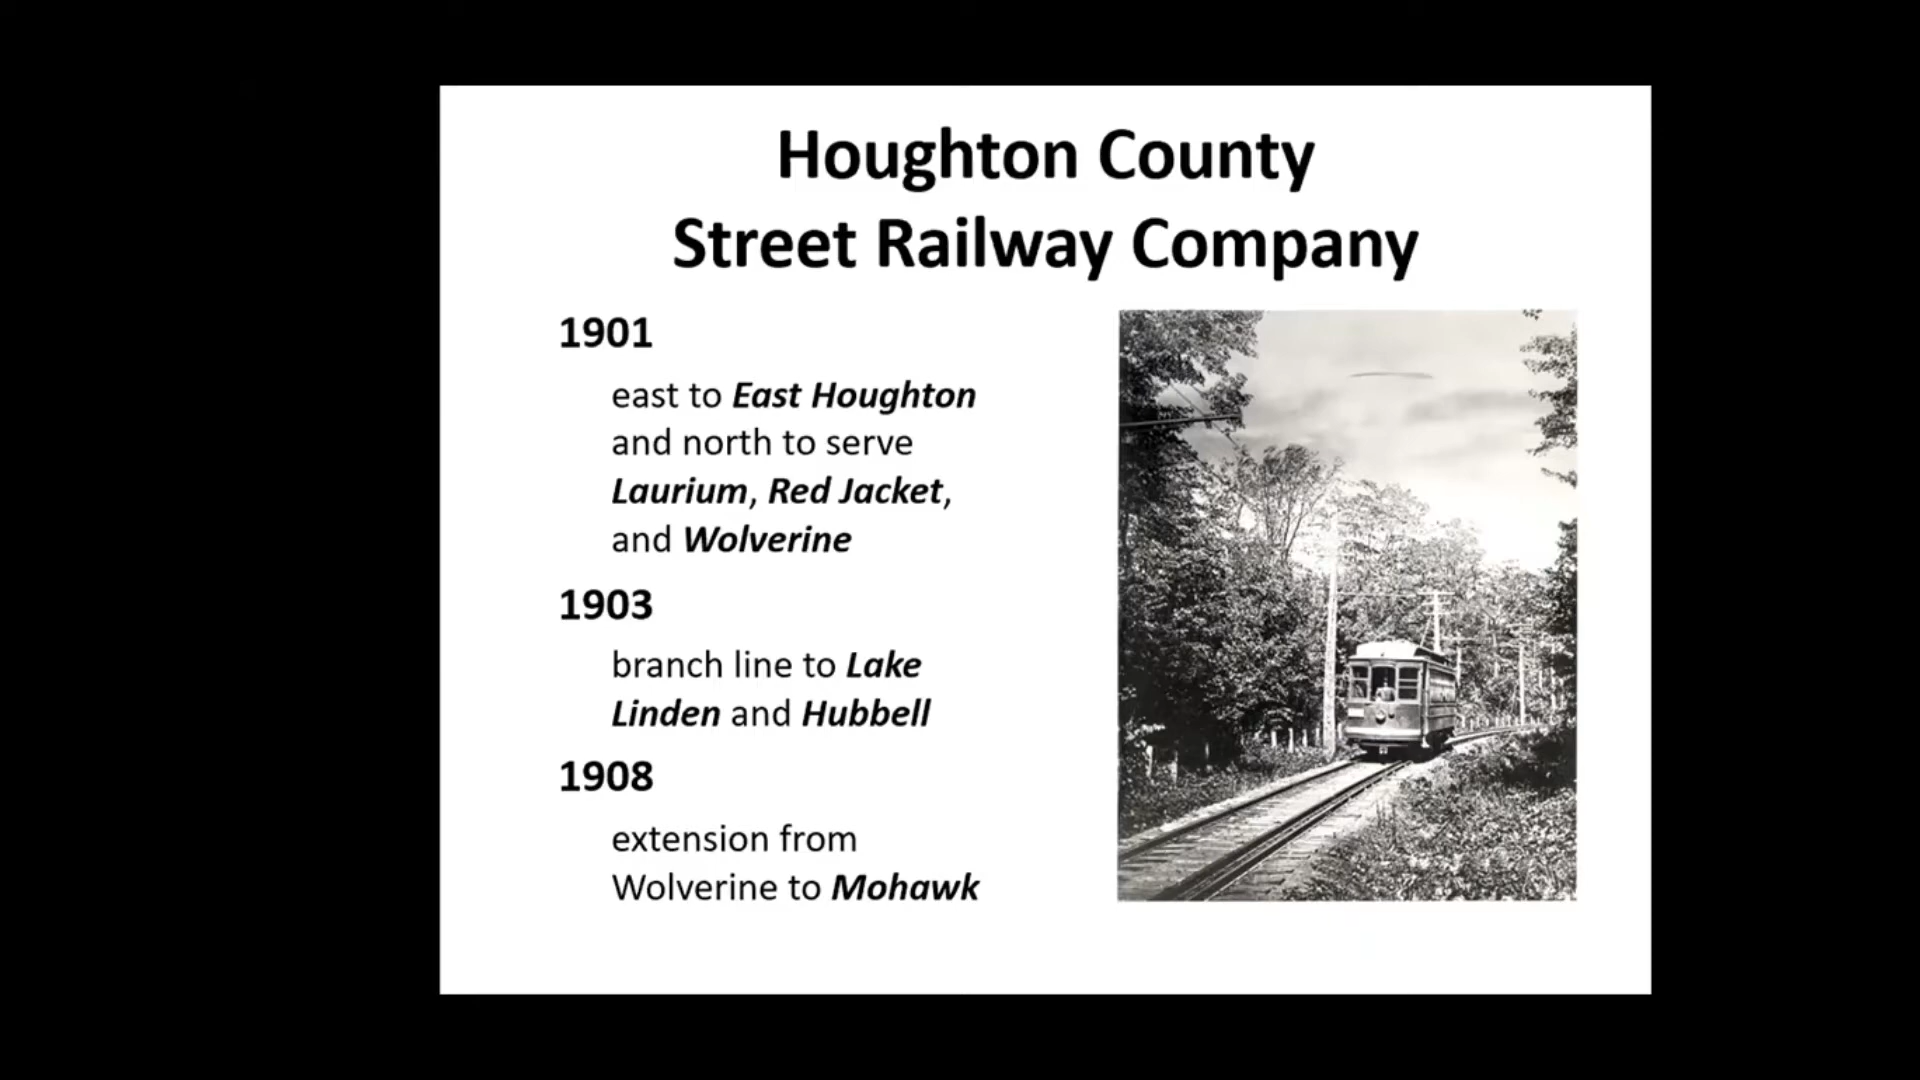 Houghton County
Street Railway Company
1901
east to East Houghton
and north to serve
Laurium, Red Jacket,
and Wolverine
1903
branch line to Lake
Linden and Hubbell
1908
extension from
Wolverine to Mohawk